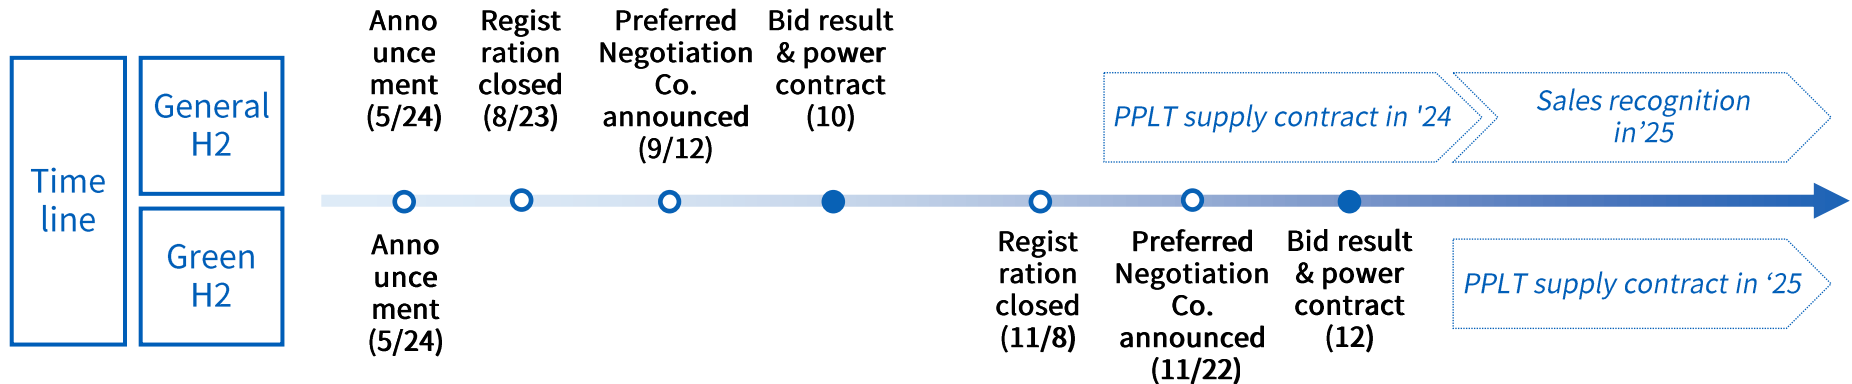 Time
line
General
H2
Green
H2
Anno
unce
ment
(5/24)
Regist
ration
closed
(8/23)
Preferred
Negotiation
Co.
announced
(9/12)
Bid result
& power
contract
(10)
PPLT supply contract in '24
Sales recognition
in’25
Anno
unce
ment
(5/24)
Regist
ration
closed
(11/8)
Preferred
Negotiation
Co.
announced
(11/22)
Bid result
& power
contract
(12)
PPLT supply contract in ‘25